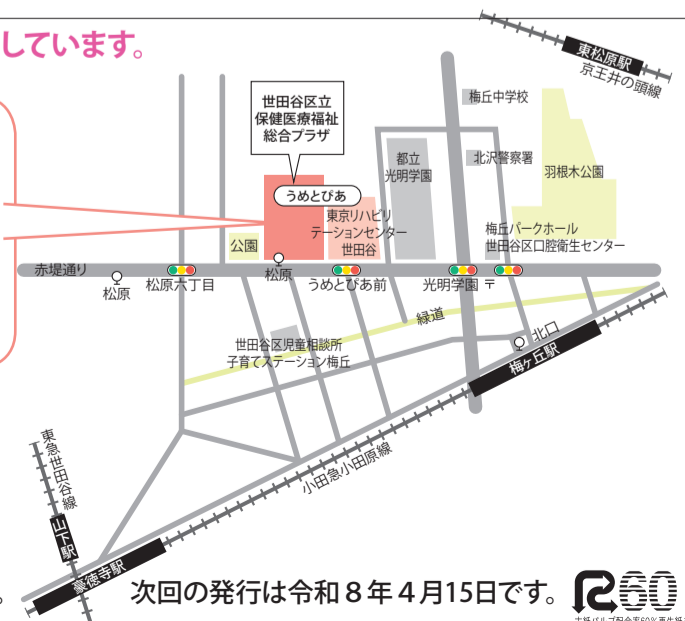 しています。
東松原駅
京王井の頭線
世田谷区立
保健医療福祉
総合プラザ
うめとぴあ
梅丘中学校
都立
光明学園
北沢警察署
羽根木公園
東京リハビリ
テーションセンター
世田谷
公園
梅丘パークホール
世田谷区口腔衛生センター
赤堤通り
松原
松原六丁目
松原
うめとぴあ前
光明学園
〒
緑道
世田谷区児童相談所
子育てステーション梅丘
北口
梅ヶ丘駅
小田急小田原線
東急世田谷線
山下駅
豪徳寺駅
。
次回の発行は令和8年4月15日です。
R60